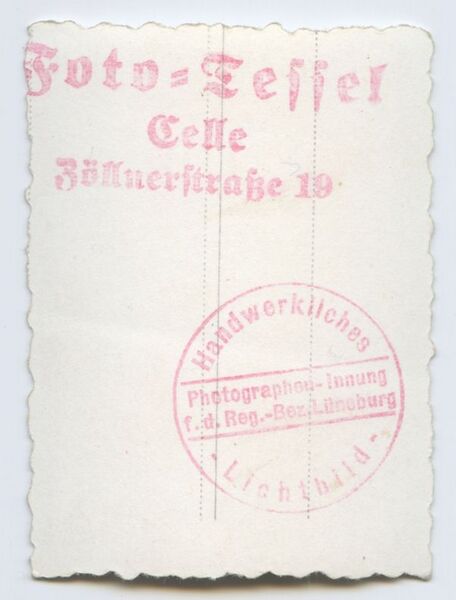 Foto-Tessel
Celle
Zöllnerstraße 19
Handwerkliches
Photographen-Innung
f. d. Reg.-Bez. Lüneburg
- Lichtbild -